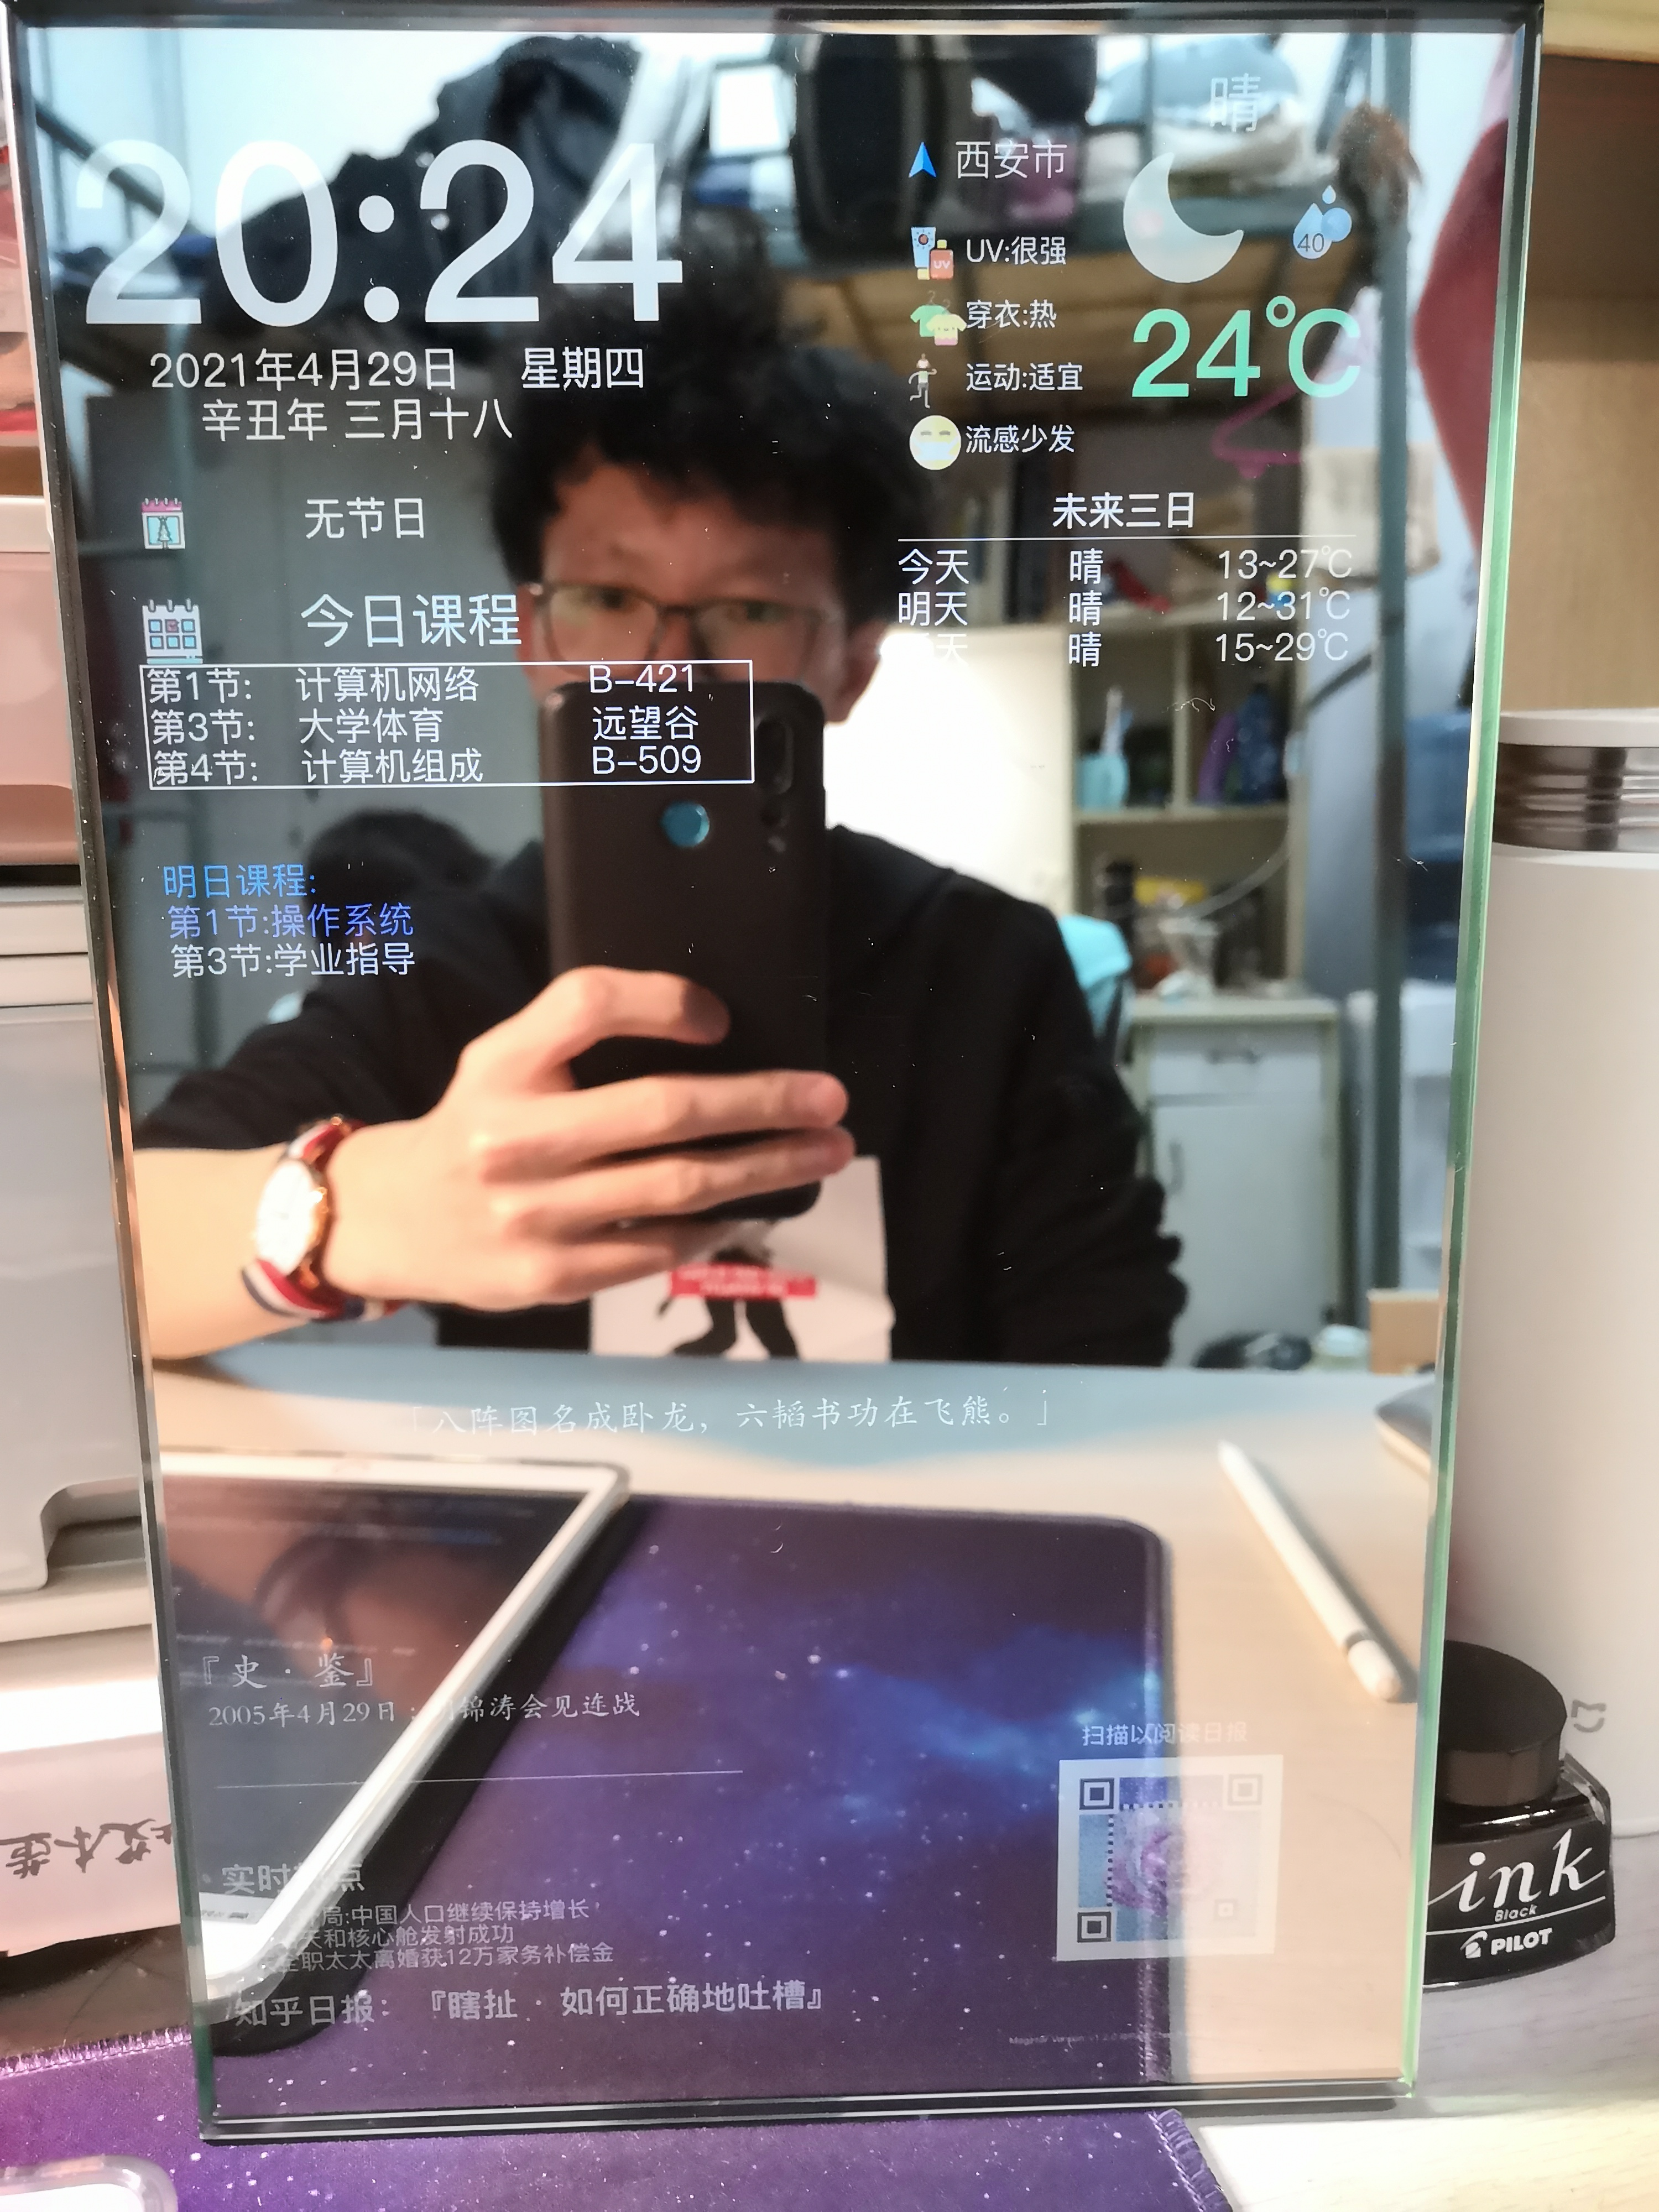 20:24
2021年4月29日 星期四
辛丑年 三月十八
无节日
今日课程
第1节: 计算机网络 B-421
第3节: 大学体育 远望谷
第4节: 计算机组成 B-509
明日课程:
第1节:操作系统
第3节:学业指导
晴
西安市
40
UV:很强
UV
穿衣:热
运动:适宜
流感少发
24℃
未来三日
今天 晴 13~27℃
明天 晴 12~31℃
天 晴 15~29℃
「八阵图名成卧龙，六韬书功在飞熊。」
『史·鉴』
2005年4月29日：锦涛会见连战
扫描以阅读日报
实时 点
局:中国人口继续保持增长
天和核心舱发射成功
全职太太离婚获12万家务补偿金
知乎日报: 『瞎扯·如何正确地吐槽』
ink
Black
PILOT